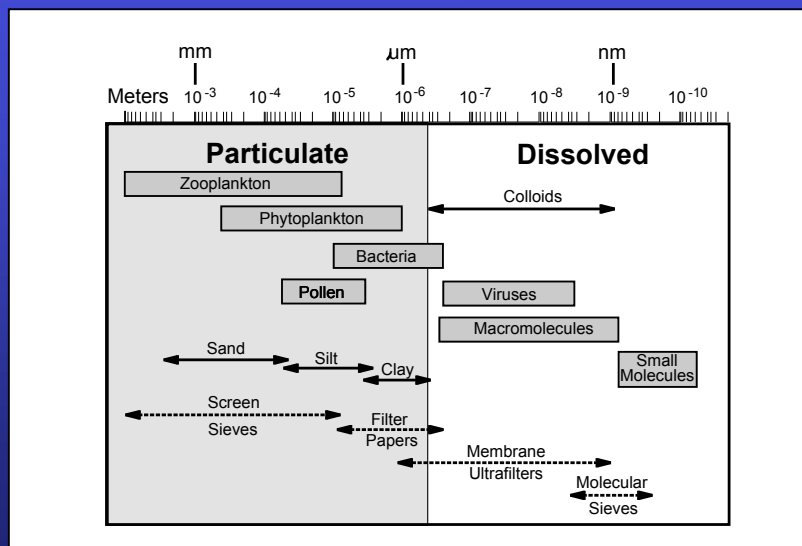 mm μm nm
Meters 10⁻³ 10⁻⁴ 10⁻⁵ 10⁻⁶ 10⁻⁷ 10⁻⁸ 10⁻⁹ 10⁻¹⁰
Particulate Dissolved
Zooplankton
Colloids
Phytoplankton
Bacteria
Pollen Viruses
Macromolecules
Sand
Silt
Clay
Small
Molecules
Screen
Sieves
Filter
Papers
Membrane
Ultrafilters
Molecular
Sieves